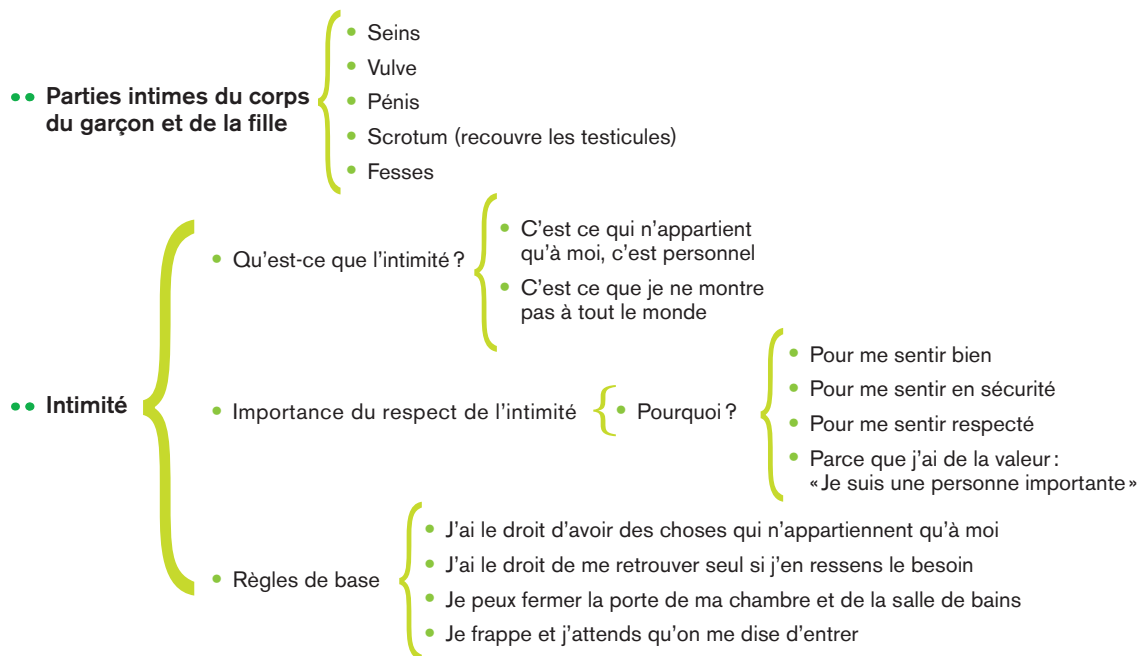 • Seins
• Vulve
•• Parties intimes du corps
du garçon et de la fille
• Pénis
• Scrotum (recouvre les testicules)
• Fesses
•• Intimité
• Qu'est-ce que l'intimité ?
• C'est ce qui n'appartient
qu'à moi, c'est personnel
• C'est ce que je ne montre
pas à tout le monde
• Importance du respect de l'intimité
• Pourquoi ?
• Pour me sentir bien
• Pour me sentir en sécurité
• Pour me sentir respecté
• Parce que j'ai de la valeur :
«Je suis une personne importante»
• Règles de base
• J'ai le droit d'avoir des choses qui n'appartiennent qu'à moi
• J'ai le droit de me retrouver seul si j'en ressens le besoin
• Je peux fermer la porte de ma chambre et de la salle de bains
• Je frappe et j'attends qu'on me dise d'entrer